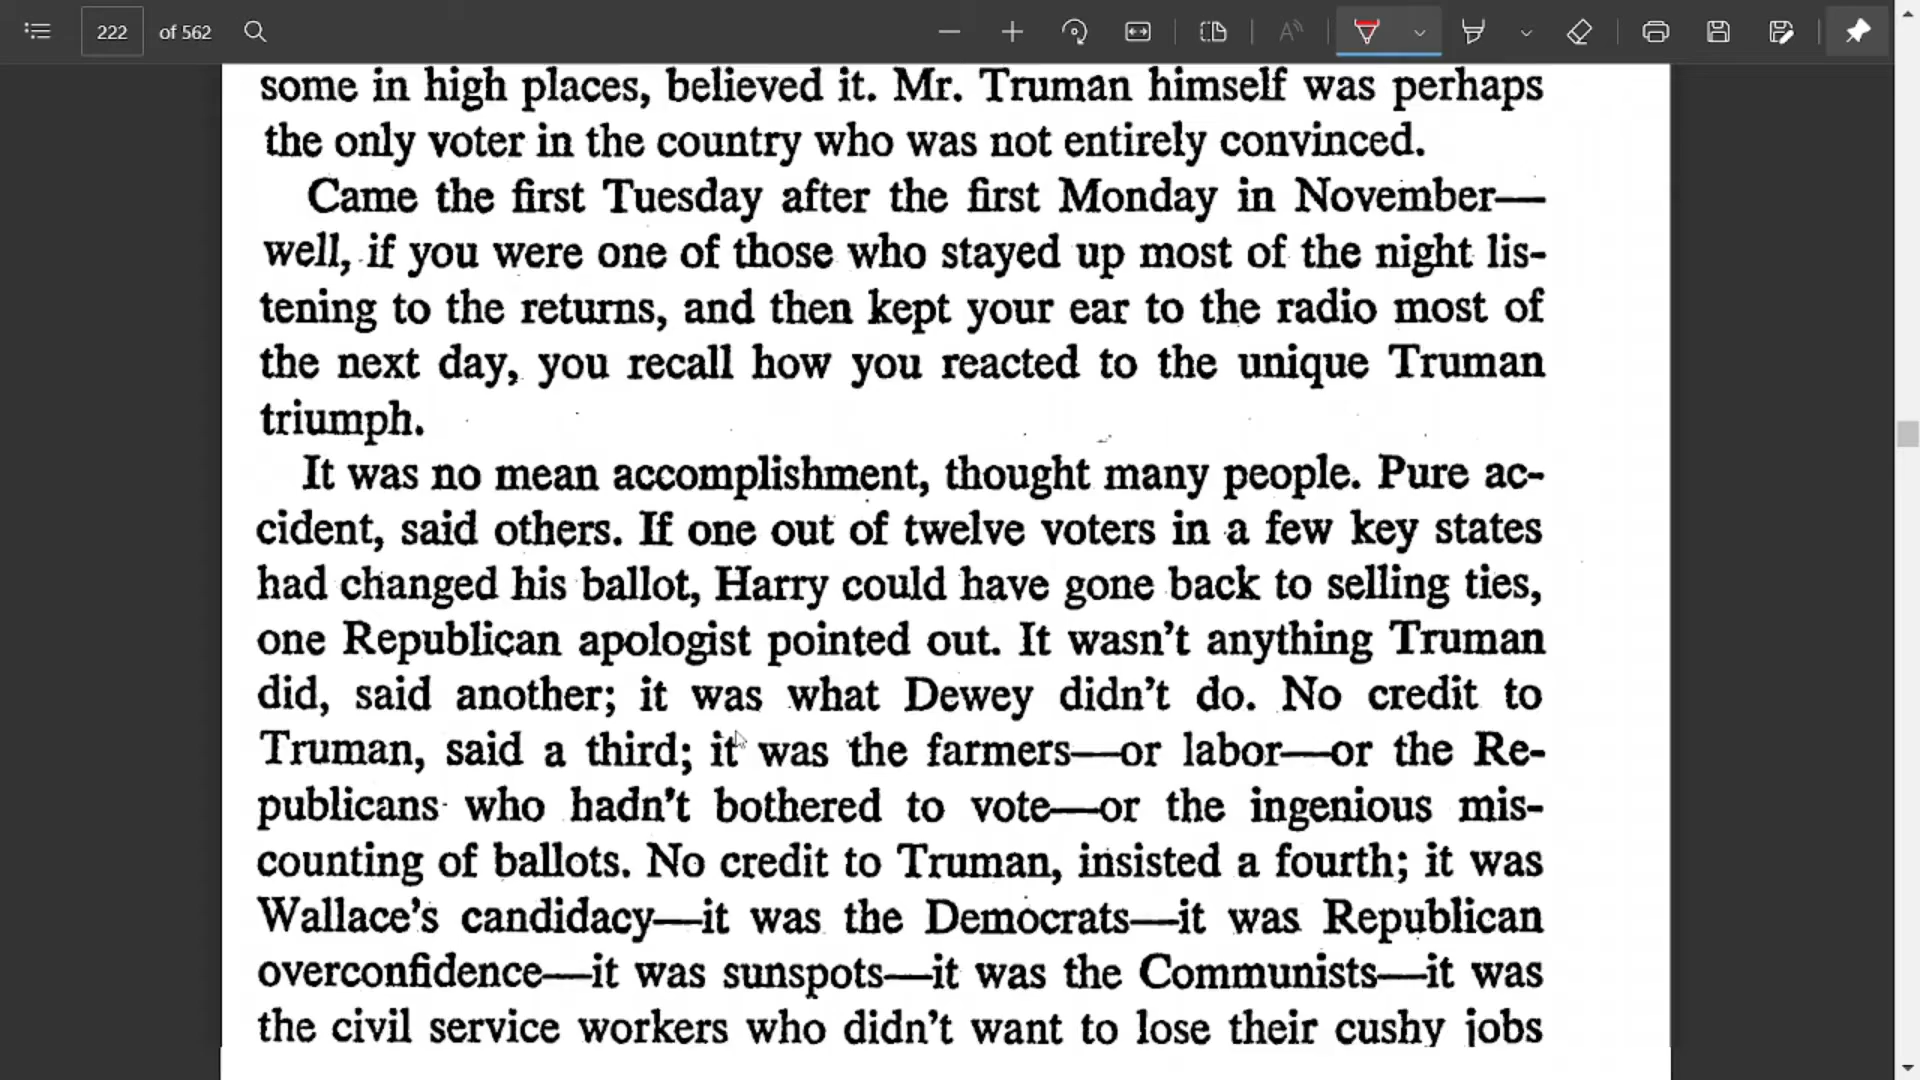 222 of 562
some in high places, believed it. Mr. Truman himself was perhaps
the only voter in the country who was not entirely convinced.
Came the first Tuesday after the first Monday in November—
well, if you were one of those who stayed up most of the night lis-
tening to the returns, and then kept your ear to the radio most of
the next day, you recall how you reacted to the unique Truman
triumph.
It was no mean accomplishment, thought many people. Pure ac-
cident, said others. If one out of twelve voters in a few key states
had changed his ballot, Harry could have gone back to selling ties,
one Republican apologist pointed out. It wasn't anything Truman
did, said another; it was what Dewey didn't do. No credit to
Truman, said a third; it was the farmers—or labor—or the Re-
publicans who hadn't bothered to vote—or the ingenious mis-
counting of ballots. No credit to Truman, insisted a fourth; it was
Wallace's candidacy—it was the Democrats—it was Republican
overconfidence—it was sunspots—it was the Communists—it was
the civil service workers who didn't want to lose their cushy jobs